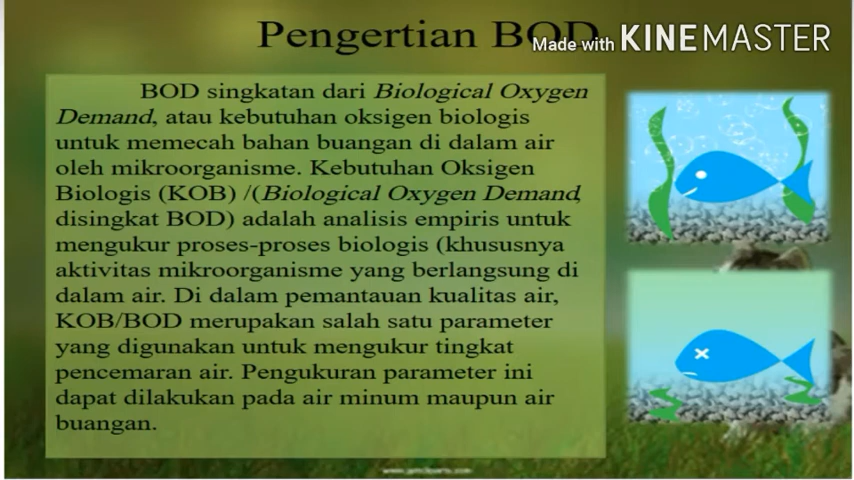 Pengertian BOD
Made with KINEMASTER
BOD singkatan dari Biological Oxygen
Demand, atau kebutuhan oksigen biologis
untuk memecah bahan buangan di dalam air
oleh mikroorganisme. Kebutuhan Oksigen
Biologis (KOB) /(Biological Oxygen Demand,
disingkat BOD) adalah analisis empiris untuk
mengukur proses-proses biologis (khususnya
aktivitas mikroorganisme yang berlangsung di
dalam air. Di dalam pemantauan kualitas air,
KOB/BOD merupakan salah satu parameter
yang digunakan untuk mengukur tingkat
pencemaran air. Pengukuran parameter ini
dapat dilakukan pada air minum maupun air
buangan.